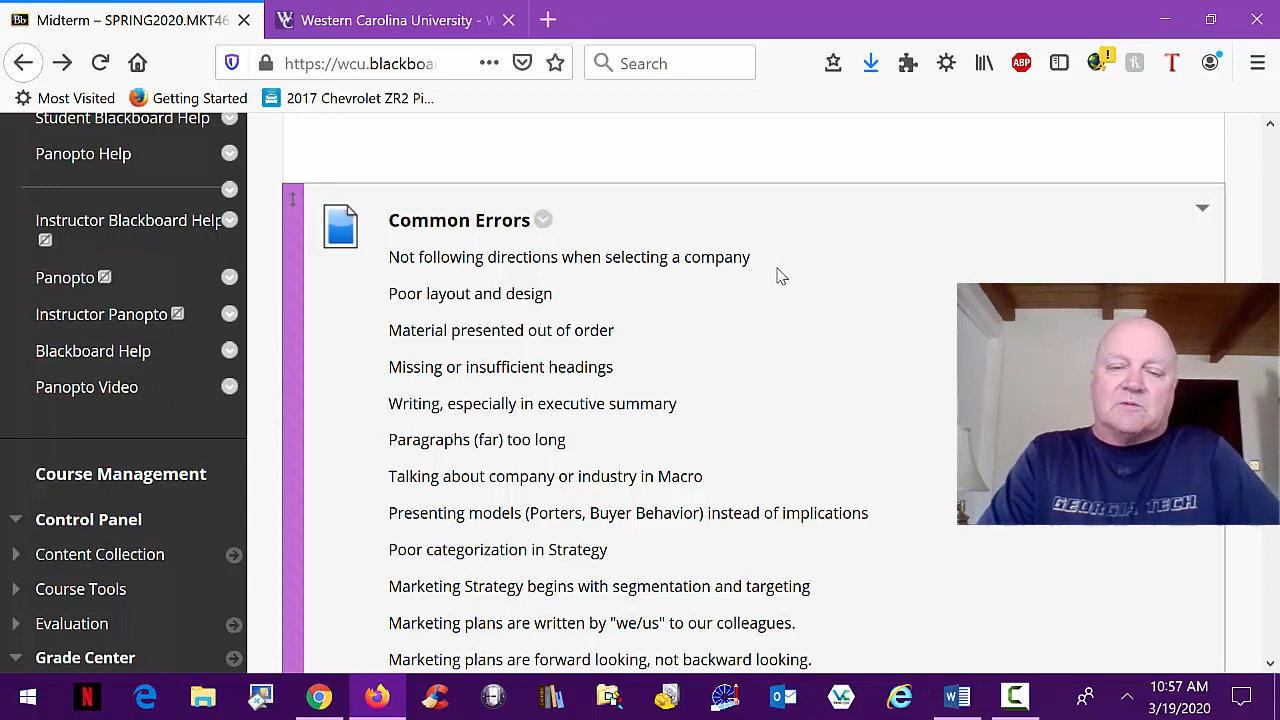 Midterm – SPRING2020.MKT46
Western Carolina University - W
https://wcu.blackboa
Search
Most Visited
Getting Started
2017 Chevrolet ZR2 Pi...
Student Blackboard Help
Panopto Help
Instructor Blackboard Help
Panopto
Instructor Panopto
Blackboard Help
Panopto Video
Course Management
Control Panel
Content Collection
Course Tools
Evaluation
Grade Center
Common Errors
Not following directions when selecting a company
Poor layout and design
Material presented out of order
Missing or insufficient headings
Writing, especially in executive summary
Paragraphs (far) too long
Talking about company or industry in Macro
Presenting models (Porters, Buyer Behavior) instead of implications
Poor categorization in Strategy
Marketing Strategy begins with segmentation and targeting
Marketing plans are written by "we/us" to our colleagues.
Marketing plans are forward looking, not backward looking.
GEORGIA TECH
10:57 AM
3/19/2020